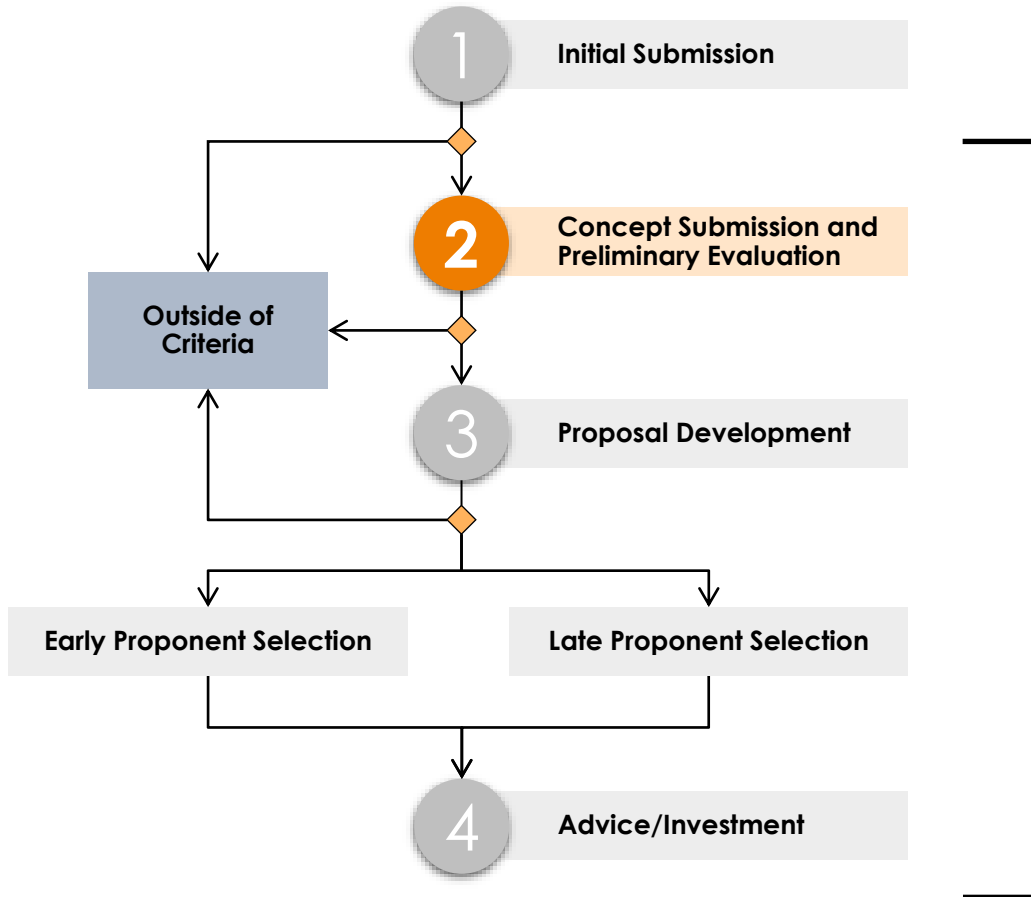 1
Initial Submission
2
Concept Submission and
Preliminary Evaluation
Outside of
Criteria
3
Proposal Development
Early Proponent Selection
Late Proponent Selection
4
Advice/Investment